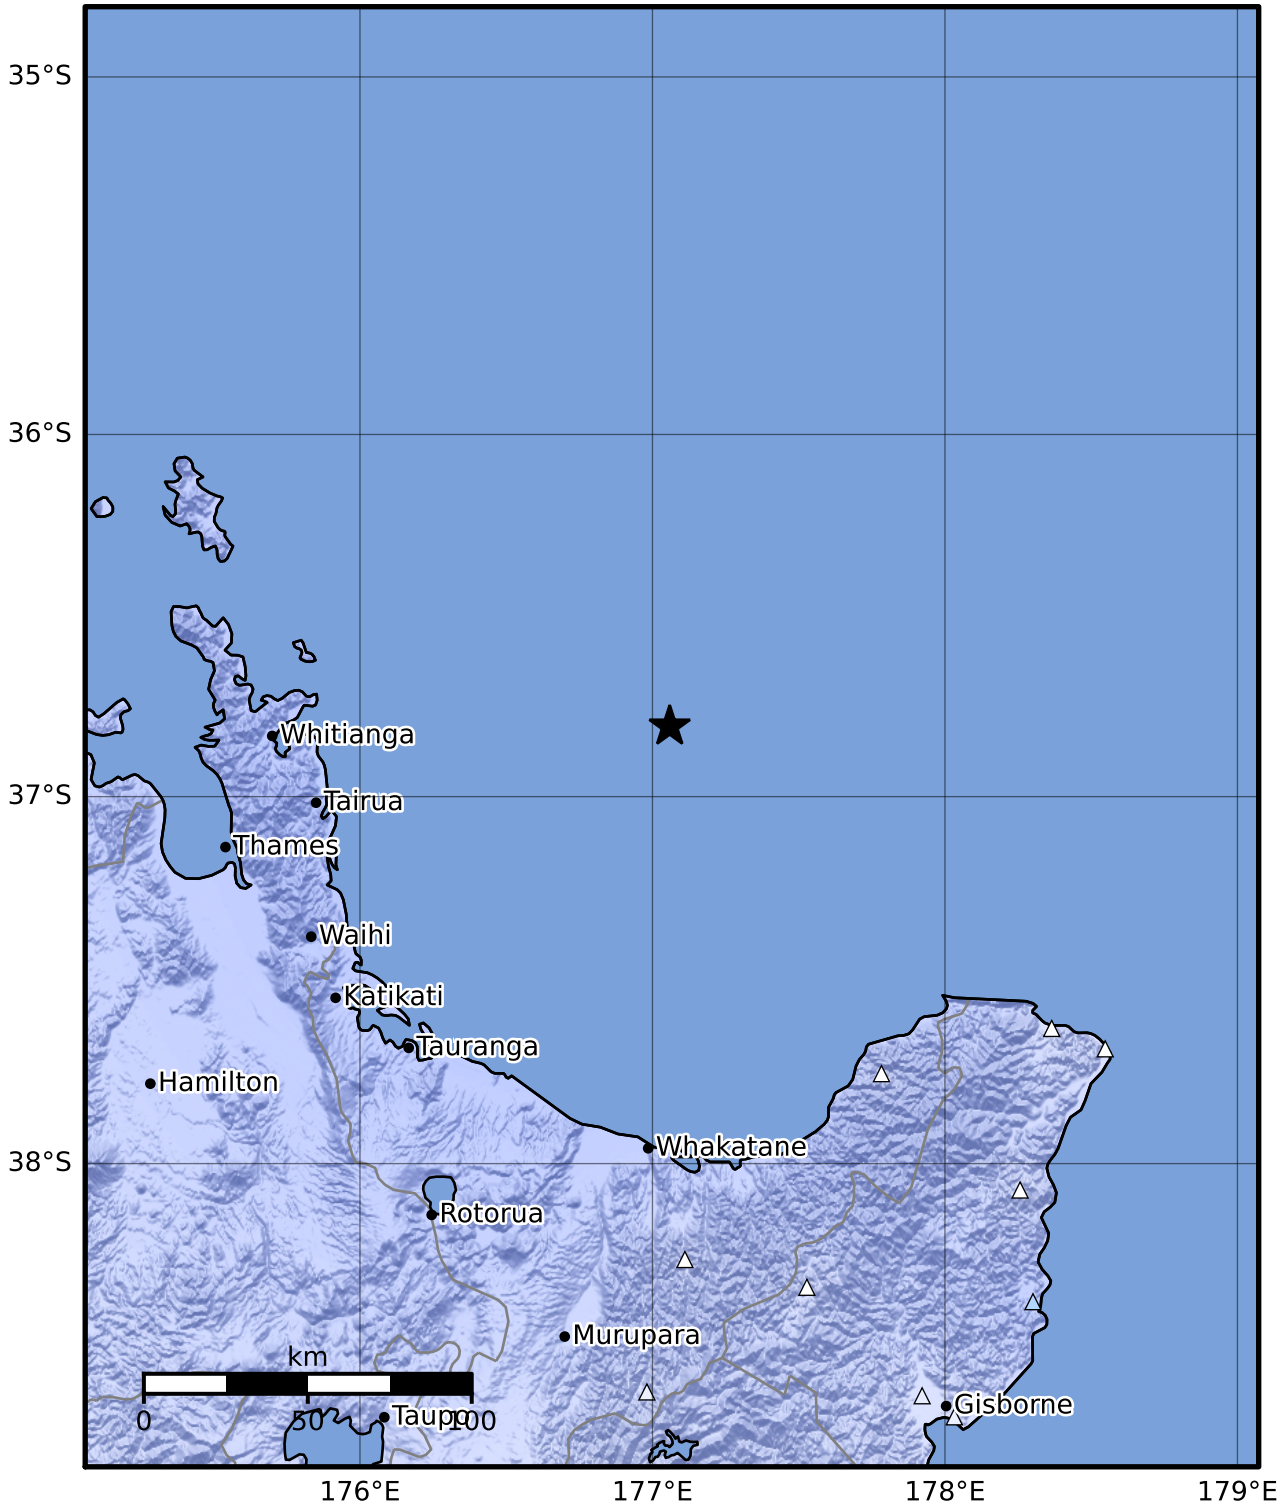 35°S
36°S
Whitianga
37°S
Tairua
Thames
Waihi
Katikati
Tauranga
Hamilton
Whakatane
38°S
Rotorua
Murupara
km
Gisborne
Taupo
0
50
100
176°E
177°E
178°E
179°E